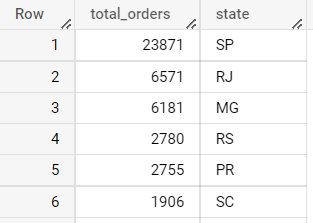 Row total_orders state
1 23871 SP
2 6571 RJ
3 6181 MG
4 2780 RS
5 2755 PR
6 1906 SC